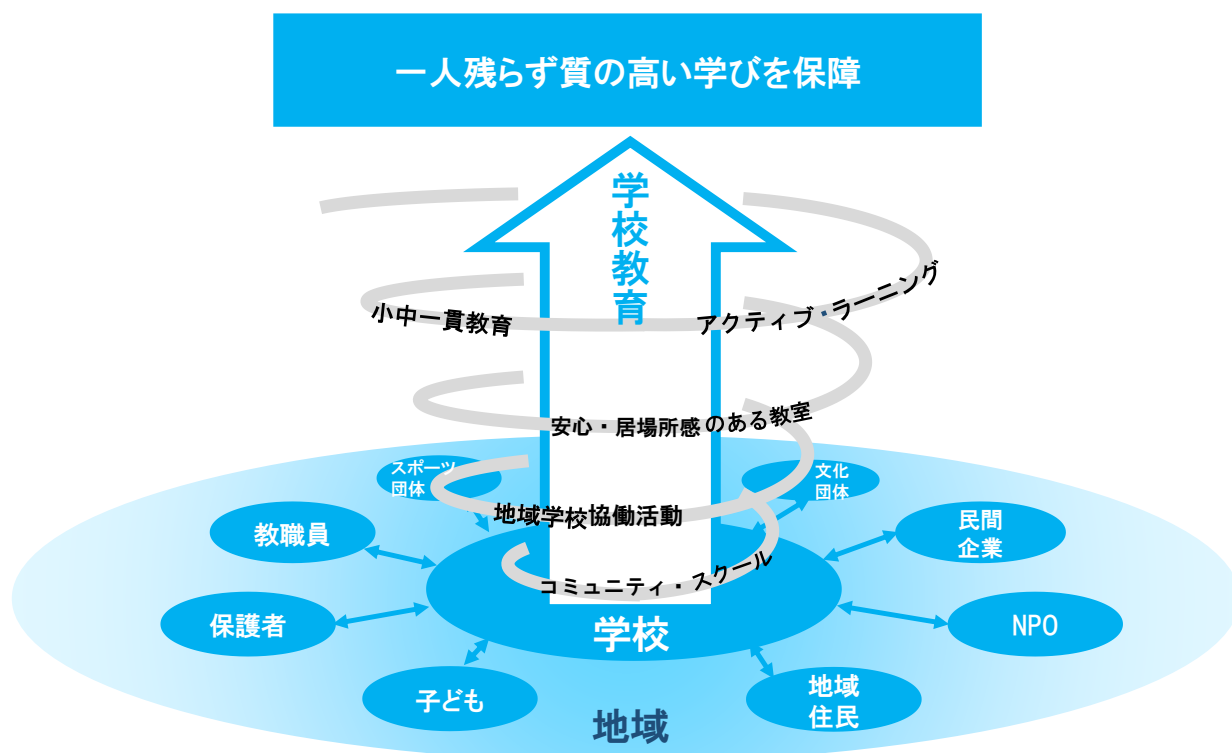 一人残らず質の高い学びを保障
学校教育
小中一貫教育
アクティブ・ラーニング
安心・居場所感のある教室
スポーツ
団体
文化
団体
地域学校協働活動
教職員
民間
企業
コミュニティ・スクール
保護者
学校
NPO
子ども
地域
住民
地域